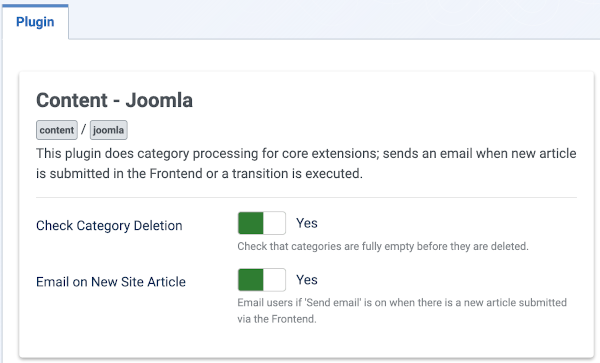 Plugin
Content - Joomla
content / joomla
This plugin does category processing for core extensions; sends an email when new article
is submitted in the Frontend or a transition is executed.
Check Category Deletion
Yes
Check that categories are fully empty before they are deleted.
Email on New Site Article
Yes
Email users if 'Send email' is on when there is a new article submitted
via the Frontend.